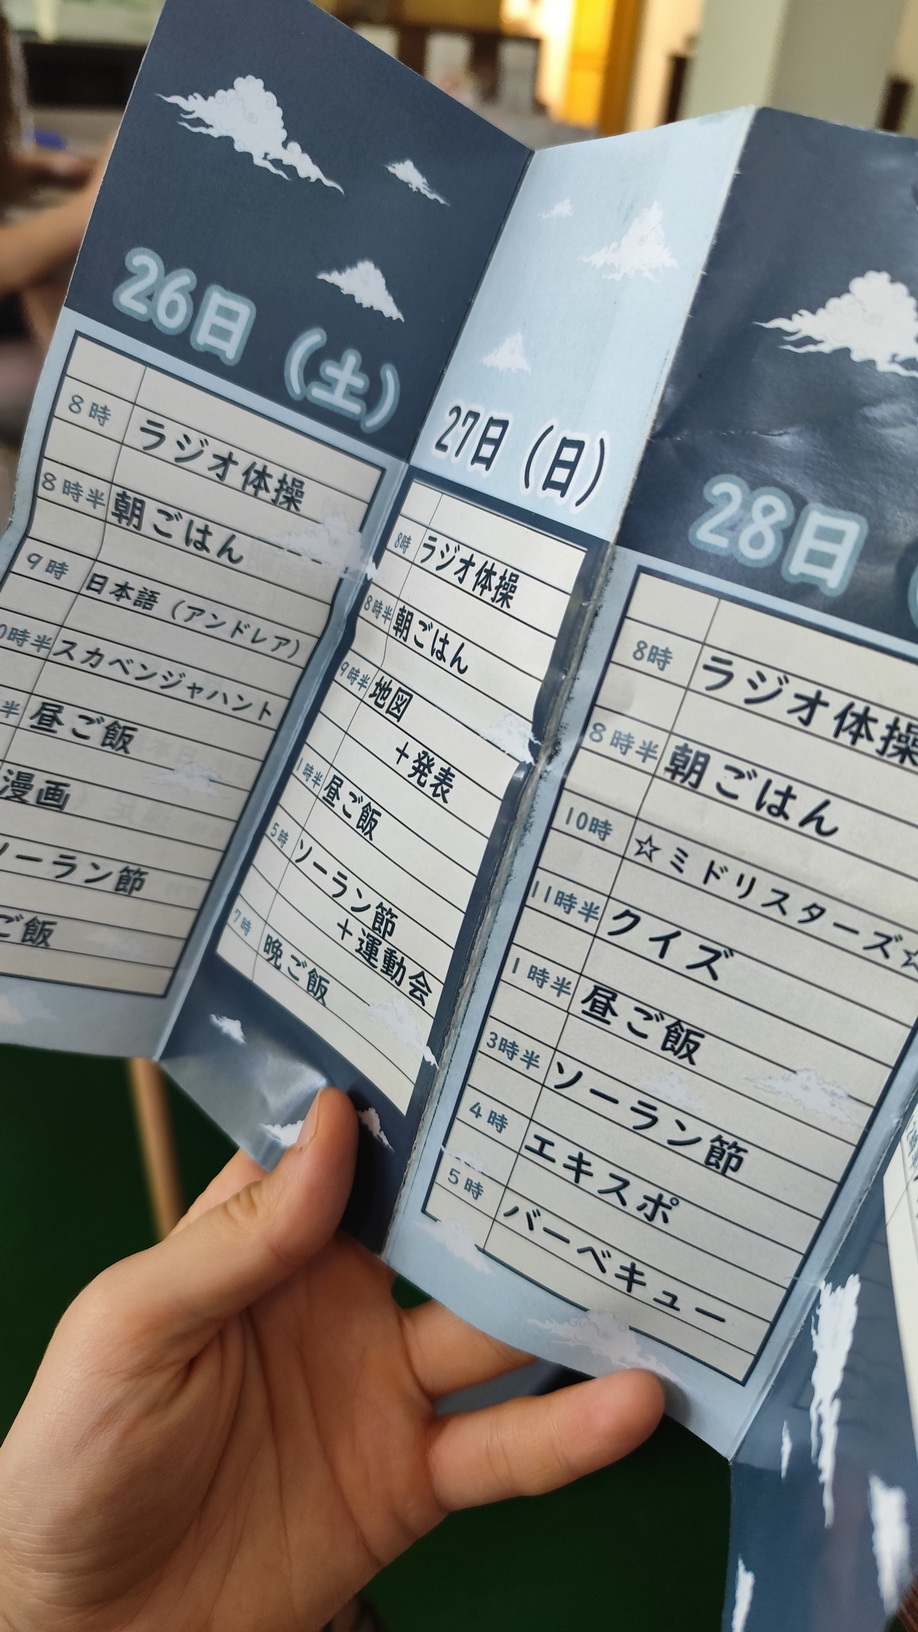 26日（土）
8時 ラジオ体操
8時半 朝ごはん
9時 日本語（アンドレア）
0時半 スカベンジャハント
半 昼ご飯
漫画
ソーラン節
ご飯
27日（日）
8時 ラジオ体操
8時半 朝ごはん
9時半 地図
＋発表
1時半 昼ご飯
5時 ソーラン節
＋運動会
7時 晩ご飯
28日（
8時 ラジオ体操
8時半 朝ごはん
10時 ☆ミドリスターズ☆
11時半 クイズ
1時半 昼ご飯
3時半 ソーラン節
4時 エキスポ
5時 バーベキュー